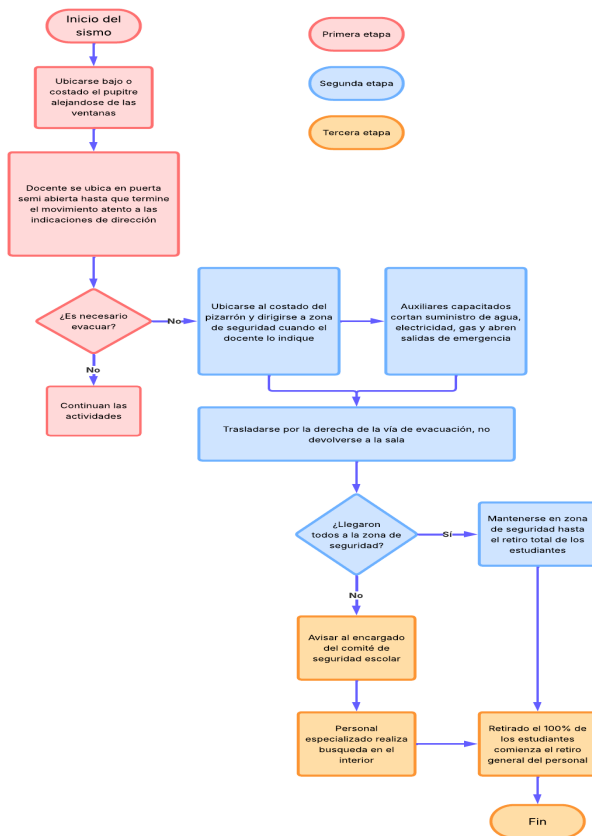 Inicio del
sismo
Primera etapa
Ubicarse bajo o
costado el pupitre
alejandose de las
ventanas
Segunda etapa
Tercera etapa
Docente se ubica en puerta
semi abierta hasta que termine
el movimiento atento a las
indicaciones de dirección
¿Es necesario
evacuar?
No
Ubicarse al costado del
pizarrón y dirigirse a zona
de seguridad cuando el
docente lo indique
Auxiliares capacitados
cortan suministro de agua,
electricidad, gas y abren
salidas de emergencia
No
Continuan las
actividades
Trasladarse por la derecha de la vía de evacuación, no
devolverse a la sala
¿Llegaron
todos a la zona de
seguridad?
Sí
Mantenerse en zona
de seguridad hasta
el retiro total de los
estudiantes
No
Avisar al encargado
del comité de
seguridad escolar
Personal
especializado realiza
busqueda en el
interior
Retirado el 100% de
los estudiantes
comienza el retiro
general del personal
Fin